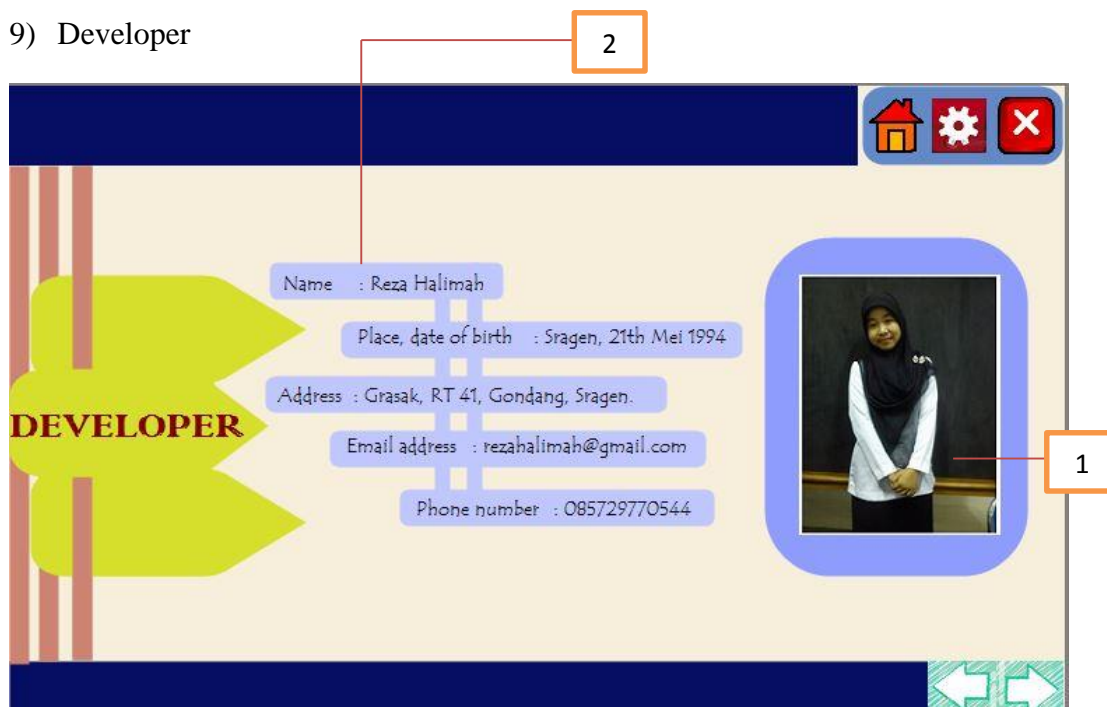 9) Developer
2
Name : Reza Halimah
Place, date of birth : Sragen, 21th Mei 1994
Address : Grasak, RT 41, Gondang, Sragen.
DEVELOPER
Email address : rezahalimah@gmail.com
1
Phone number : 085729770544